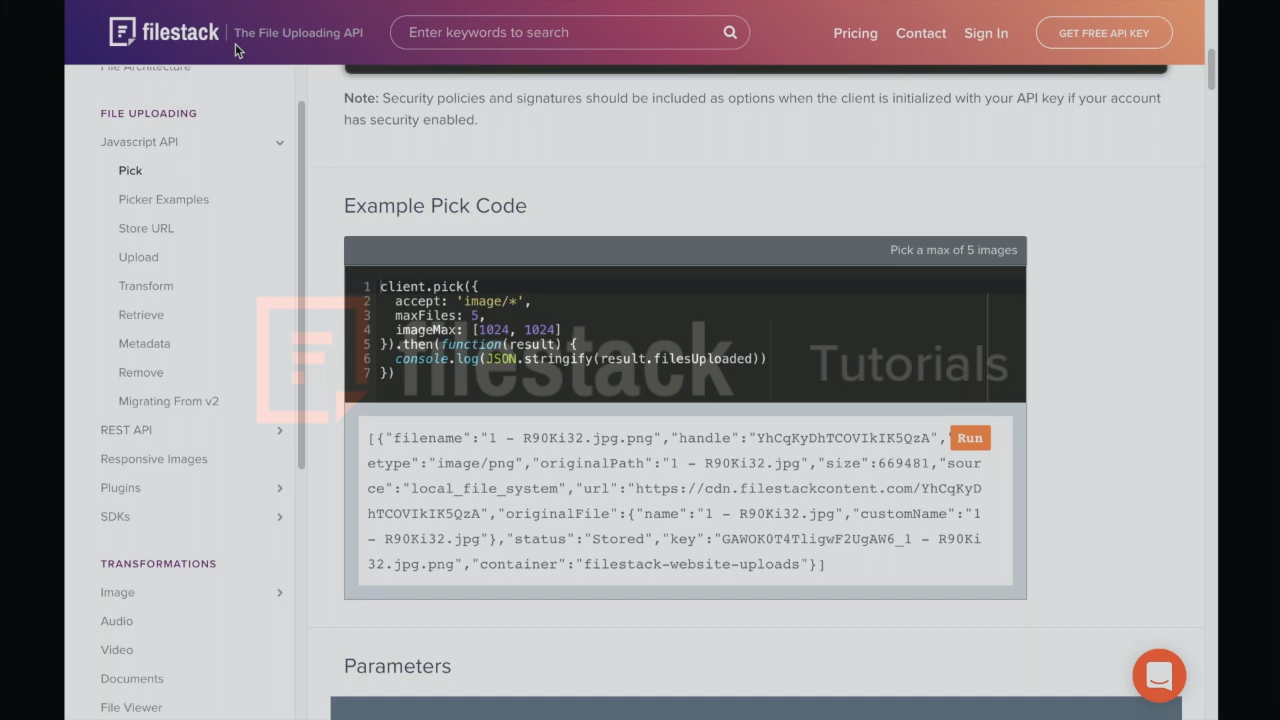 filestack
The File Uploading API
Enter keywords to search
Pricing
Contact
Sign In
GET FREE API KEY
File Architecture
FILE UPLOADING
Javascript API
Pick
Picker Examples
Store URL
Upload
Transform
Retrieve
Metadata
Remove
Migrating From v2
REST API
Responsive Images
Plugins
SDKs
TRANSFORMATIONS
Image
Audio
Video
Documents
File Viewer
Note: Security policies and signatures should be included as options when the client is initialized with your API key if your account
has security enabled.
Example Pick Code
Pick a max of 5 images
1 client.pick({
2 accept: 'image/*',
3 maxFiles: 5,
4 imageMax: [1024, 1024]
5 }).then(function(result) {
6 console.log(JSON.stringify(result.filesUploaded))
7 })
filestack
Tutorials
[{"filename":"1 - R90Ki32.jpg.png","handle":"YhCqKyDhTCOVIkIK5QzA","
Run
etype":"image/png","originalPath":"1 - R90Ki32.jpg","size":669481,"sour
ce":"local_file_system","url":"https://cdn.filestackcontent.com/YhCqKyD
hTCOVIkIK5QzA","originalFile":{"name":"1 - R90Ki32.jpg","customName":"1
- R90Ki32.jpg"},"status":"Stored","key":"GAWOK0T4TligwF2UgAW6_1 - R90Ki
32.jpg.png","container":"filestack-website-uploads"}]
Parameters